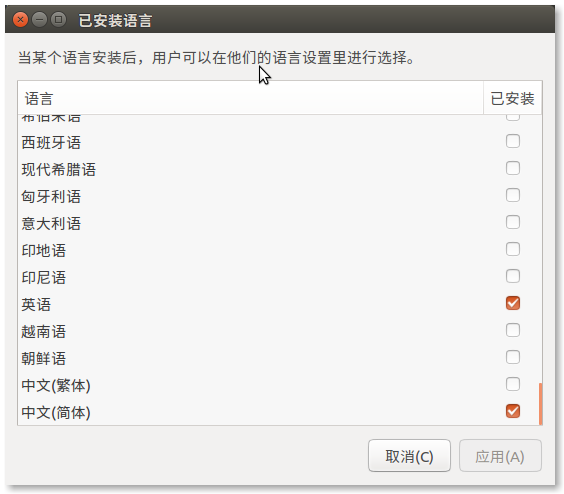 已安装语言
当某个语言安装后，用户可以在他们的语言设置里进行选择。
语言 已安装
希伯来语
西班牙语
现代希腊语
匈牙利语
意大利语
印地语
印尼语
英语
越南语
朝鲜语
中文(繁体)
中文(简体)
取消(C) 应用(A)